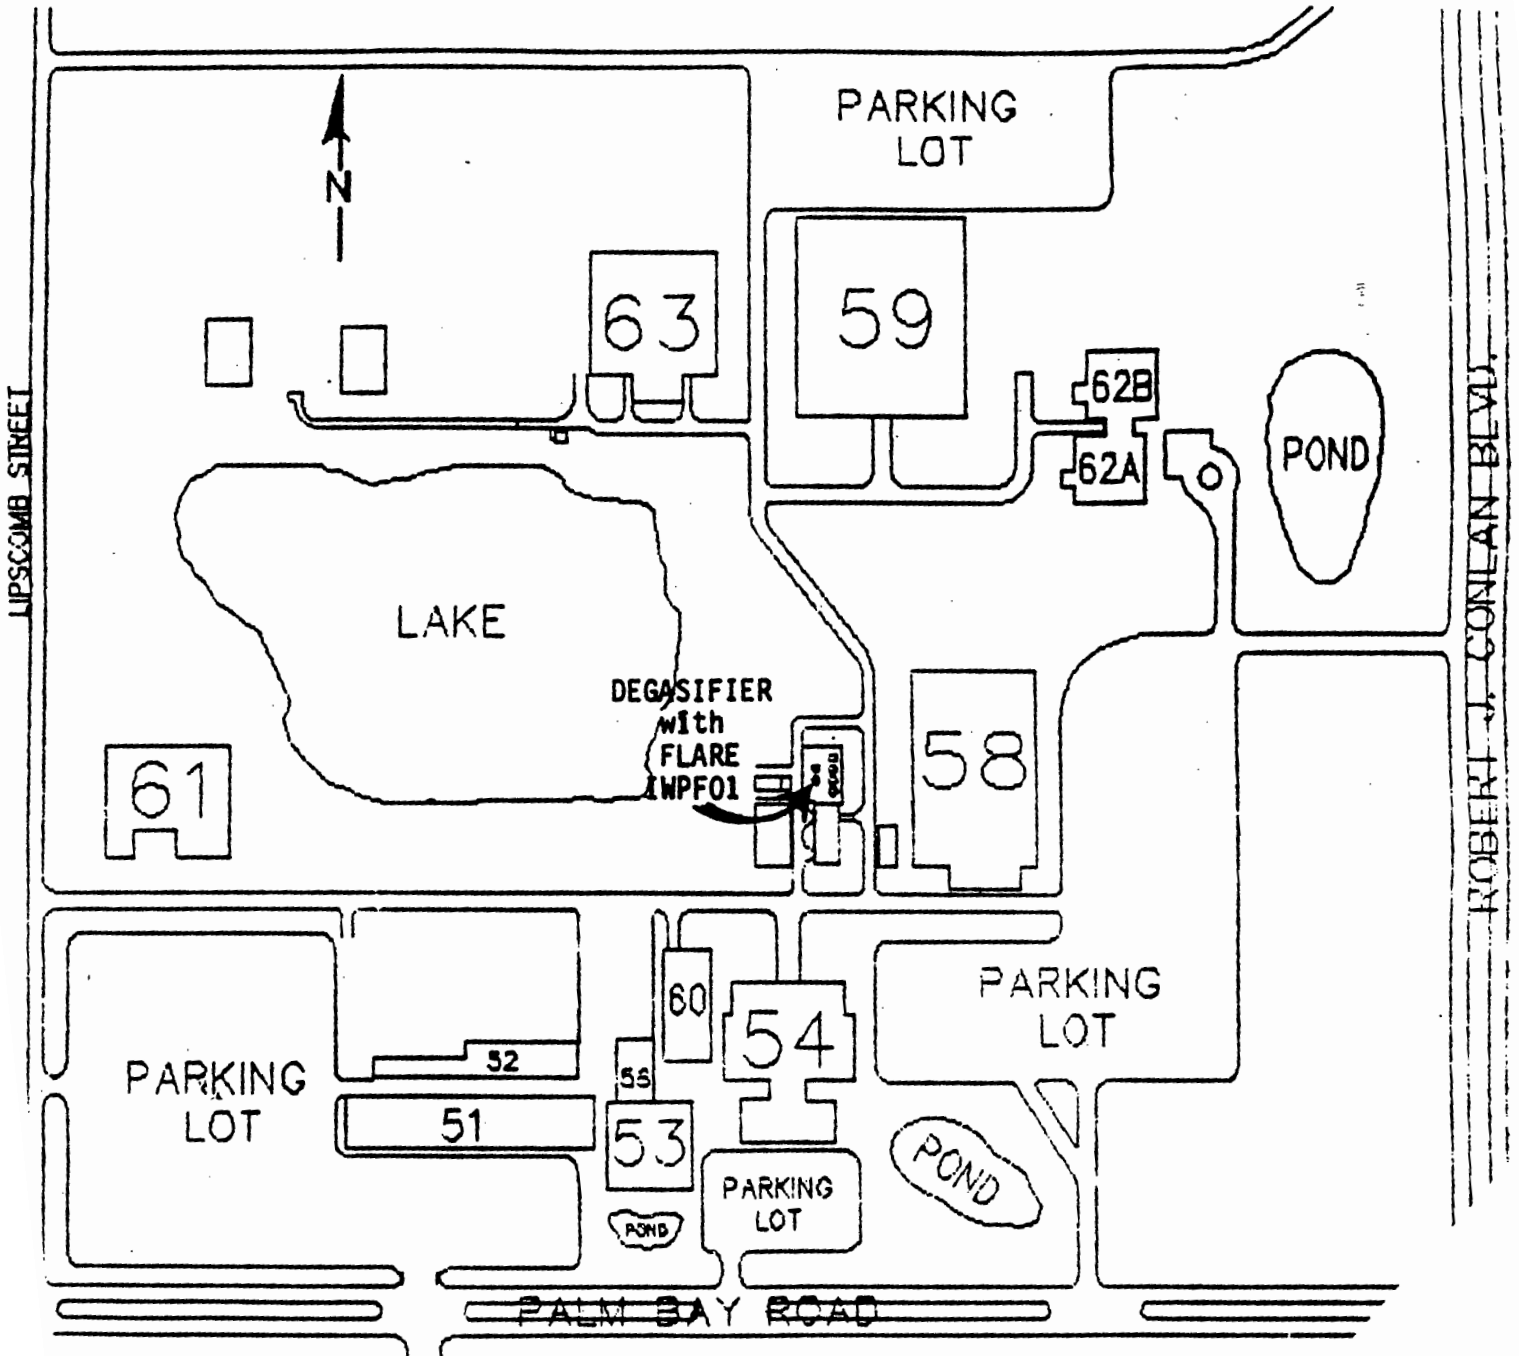 PARKING
LOT
N
63
59
62B
62A
POND
LIPSCOMB STREET
ROBERT J. CONLAN BLVD.
LAKE
DEGASIFIER
with
FLARE
IWPF01
58
61
60
54
PARKING
LOT
52
PARKING
LOT
51
53
POND
PARKING
LOT
POND
PALM BAY ROAD